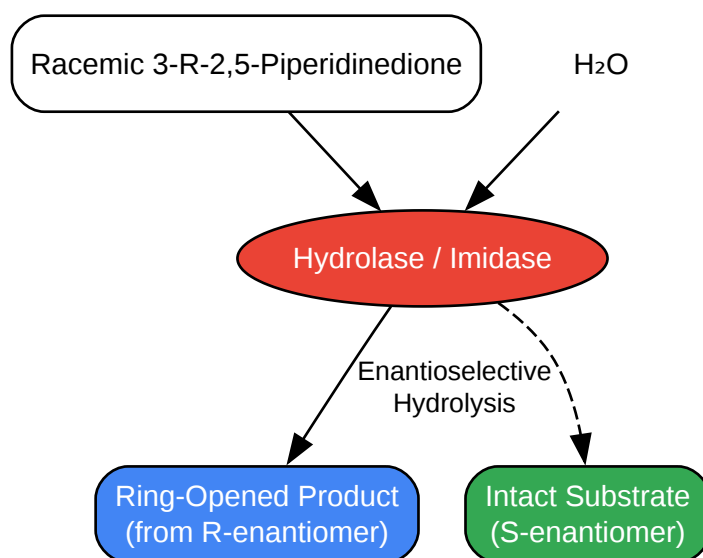 Racemic 3-R-2,5-Piperidinedione
H₂O
Hydrolase / Imidase
Enantioselective
Hydrolysis
Ring-Opened Product
(from R-enantiomer)
Intact Substrate
(S-enantiomer)